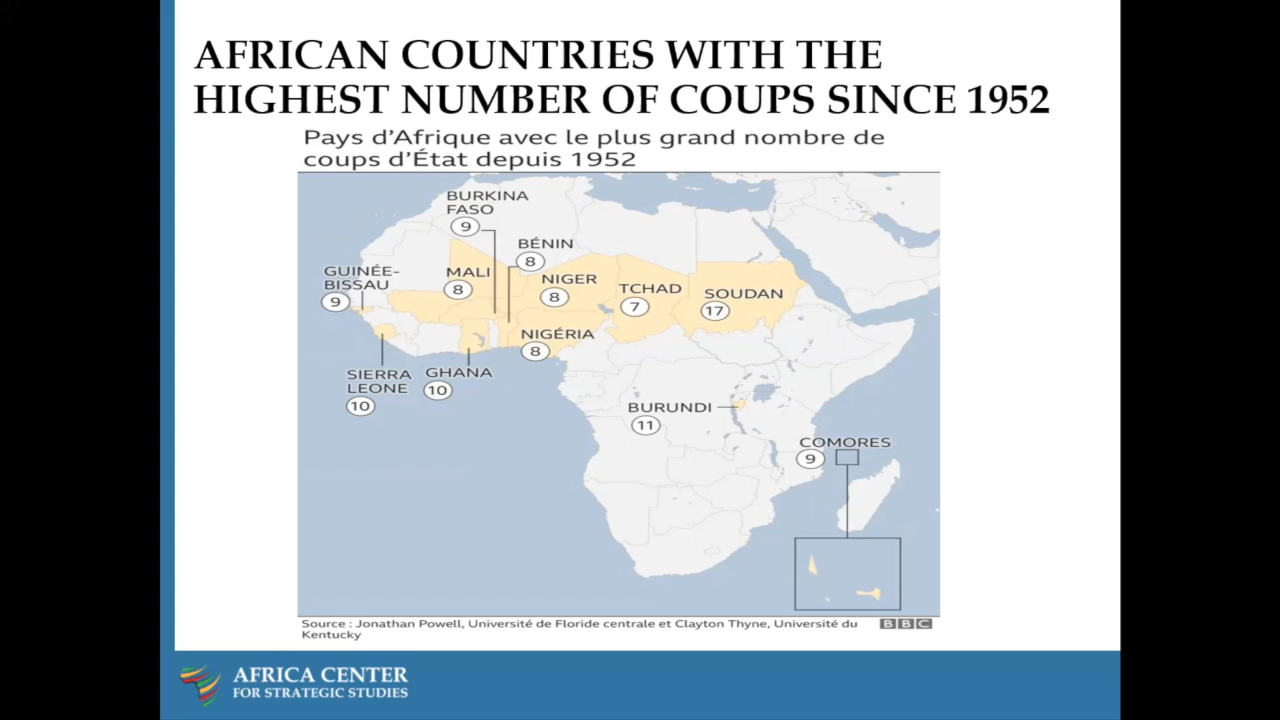 AFRICAN COUNTRIES WITH THE
HIGHEST NUMBER OF COUPS SINCE 1952
Pays d'Afrique avec le plus grand nombre de
coups d'État depuis 1952
BURKINA
FASO
9
BÉNIN
8
GUINÉE-
BISSAU
9
MALI
8
NIGER
8
TCHAD
7
SOUDAN
17
NIGÉRIA
8
SIERRA
LEONE
10
GHANA
10
BURUNDI
11
COMORES
9
Source : Jonathan Powell, Université de Floride centrale et Clayton Thyne, Université du
Kentucky
BBC
AFRICA CENTER
FOR STRATEGIC STUDIES